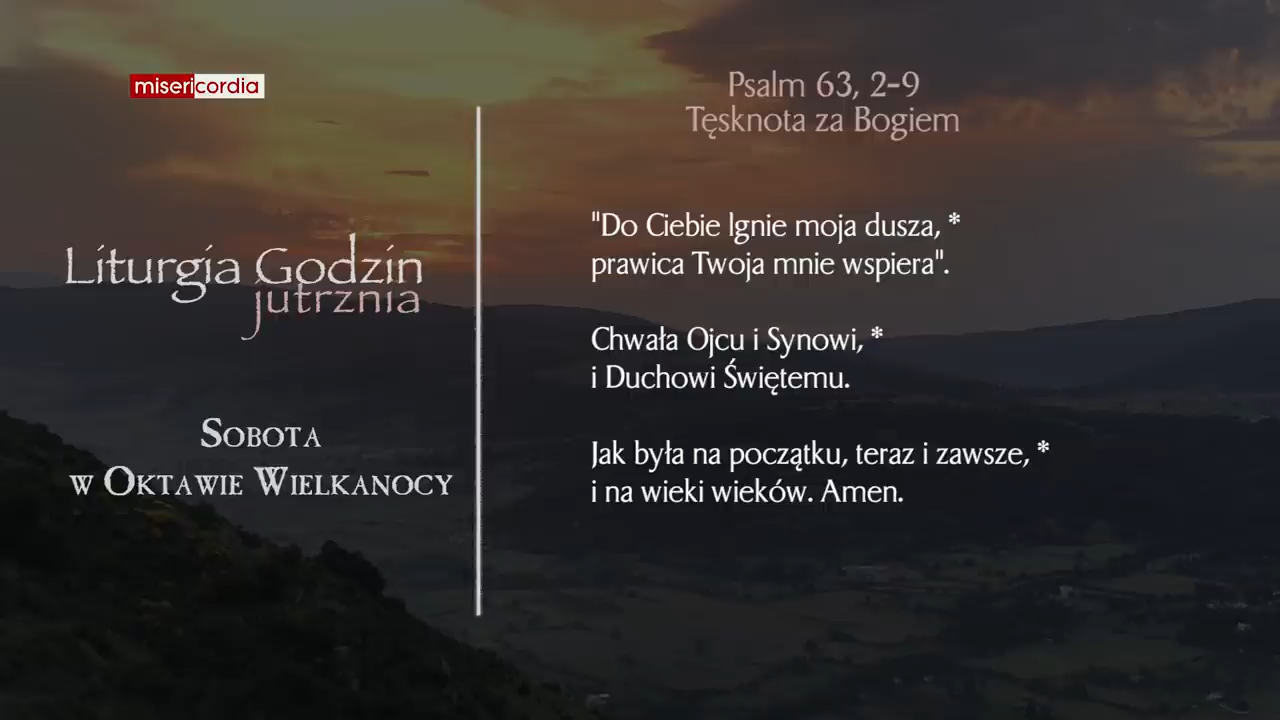 misericordia
Liturgia Godzin
jutrznia
Sobota
w Oktawie Wielkanocy
Psalm 63, 2-9
Tęsknota za Bogiem
"Do Ciebie lgnie moja dusza, *
prawica Twoja mnie wspiera".
Chwała Ojcu i Synowi, *
i Duchowi Świętemu.
Jak była na początku, teraz i zawsze, *
i na wieki wieków. Amen.